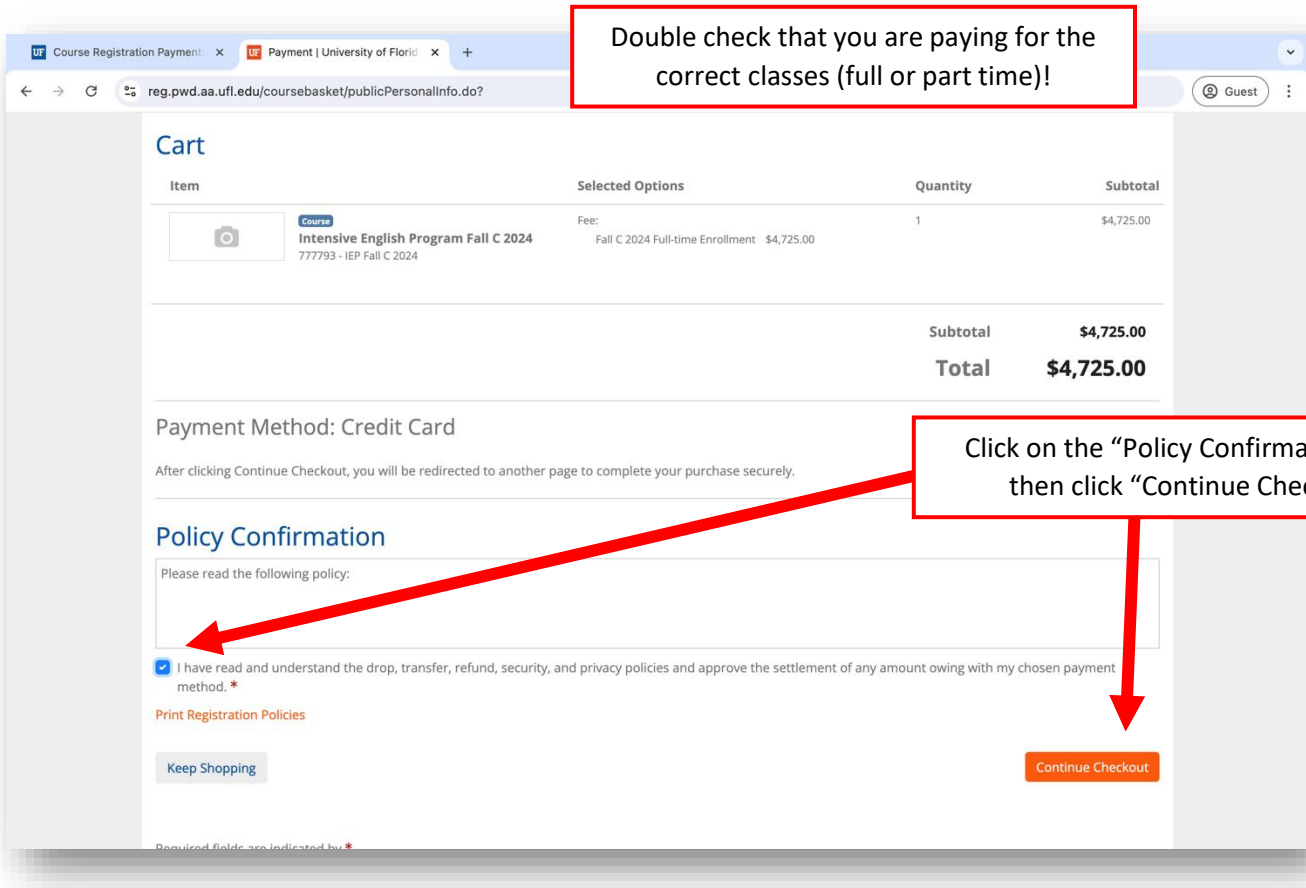 Double check that you are paying for the
correct classes (full or part time)!
UF Course Registration Payment
UF Payment | University of Florid
reg.pwd.aa.ufl.edu/coursebasket/publicPersonalInfo.do?
Guest
Cart
Item Selected Options Quantity Subtotal
Course
Intensive English Program Fall C 2024
777793 - IEP Fall C 2024
Fee:
Fall C 2024 Full-time Enrollment $4,725.00
1
$4,725.00
Subtotal $4,725.00
Total $4,725.00
Payment Method: Credit Card
After clicking Continue Checkout, you will be redirected to another page to complete your purchase securely.
Click on the “Policy Confirma
then click “Continue Chec
Policy Confirmation
Please read the following policy:
I have read and understand the drop, transfer, refund, security, and privacy policies and approve the settlement of any amount owing with my chosen payment
method. *
Print Registration Policies
Keep Shopping
Continue Checkout
Required fields are indicated by *